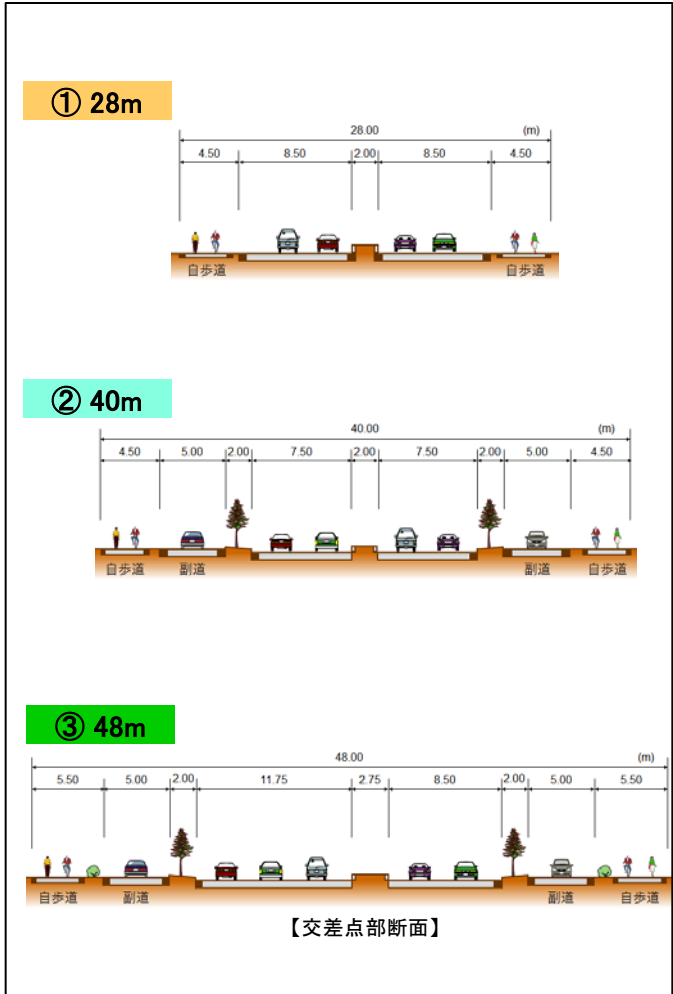 ① 28m
28.00 (m)
4.50 8.50 2.00 8.50 4.50
自歩道 自歩道
② 40m
40.00 (m)
4.50 5.00 2.00 7.50 2.00 7.50 2.00 5.00 4.50
自歩道 副道 副道 自歩道
③ 48m
48.00 (m)
5.50 5.00 2.00 11.75 2.75 8.50 2.00 5.00 5.50
自歩道 副道 副道 自歩道
【交差点部断面】